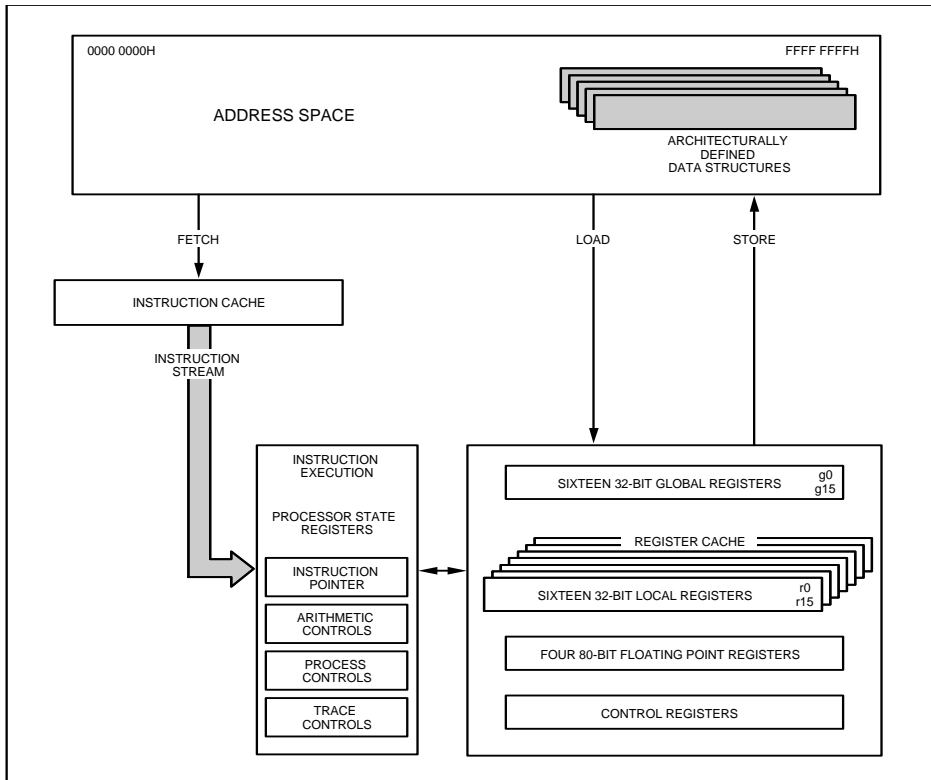 0000 0000H
FFFF FFFFH
ADDRESS SPACE
ARCHITECTURALLY
DEFINED
DATA STRUCTURES
FETCH
LOAD
STORE
INSTRUCTION CACHE
INSTRUCTION
STREAM
INSTRUCTION
EXECUTION
PROCESSOR STATE
REGISTERS
INSTRUCTION
POINTER
ARITHMETIC
CONTROLS
PROCESS
CONTROLS
TRACE
CONTROLS
SIXTEEN 32-BIT GLOBAL REGISTERS
g0
g15
REGISTER CACHE
SIXTEEN 32-BIT LOCAL REGISTERS
r0
r15
FOUR 80-BIT FLOATING POINT REGISTERS
CONTROL REGISTERS